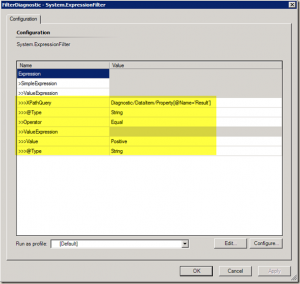 FilterDiagnostic - System.ExpressionFilter
Configuration
Configuration
System.ExpressionFilter
Name Value
Expression
>SimpleExpression
>>ValueExpression
>>>XPathQuery Diagnostic/DataItem/Property[@Name='Result']
>>>@Type String
>>Operator Equal
>>ValueExpression
>>>Value Positive
>>>@Type String
Run as profile: [Default] Edit... Configure...
OK Cancel Apply